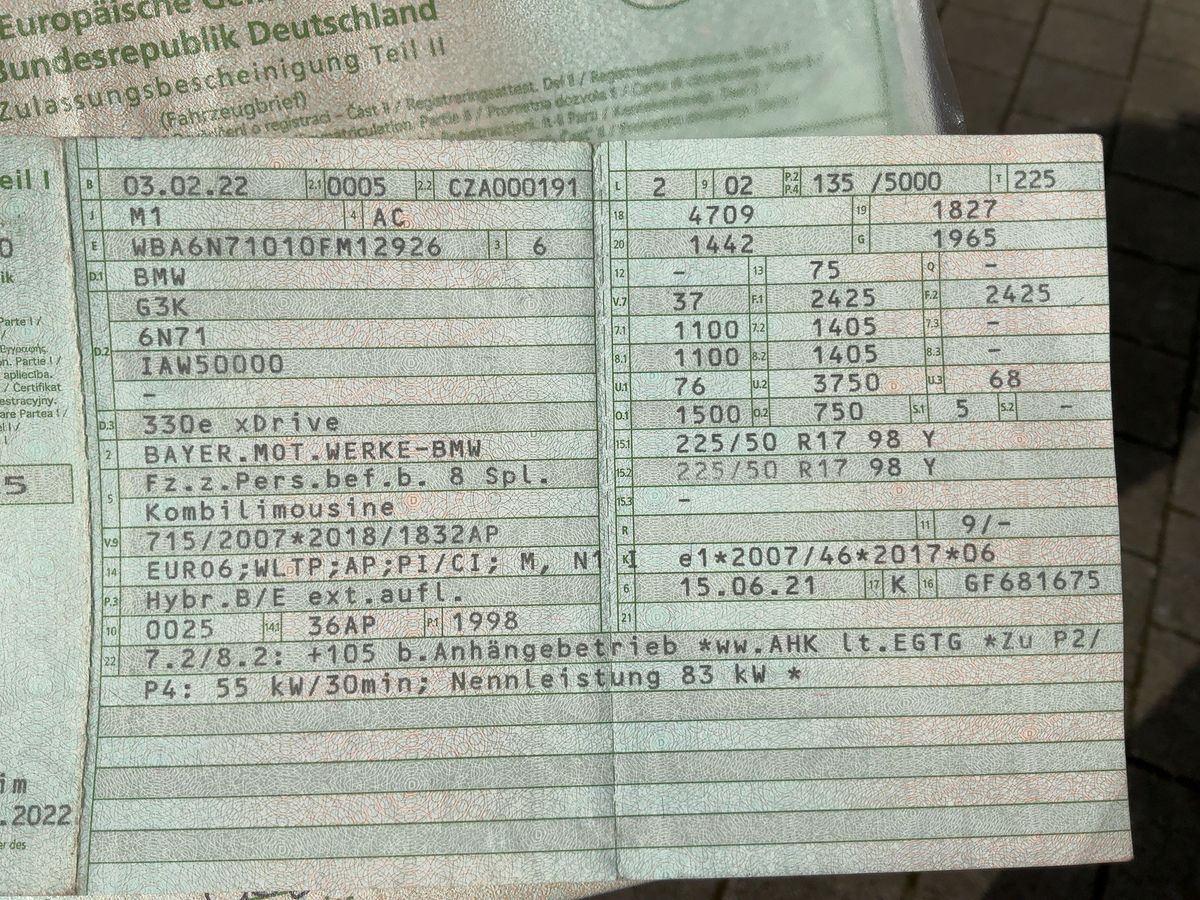 Europäische
Bundesrepublik Deutschland
Zulassungsbescheinigung Teil II
(Fahrzeugbrief)
eil I
B 03.02.22 2.1 0005 2.2 CZA000191
J M1 4 AC
E WBA6N71010FM12926 3 6
D.1 BMW
D.2 G3K
6N71
IAW50000
–
D.3 330e xDrive
2 BAYER.MOT.WERKE-BMW
5 Fz.z.Pers.bef.b. 8 Spl.
Kombilimousine
V.9 715/2007*2018/1832AP
14 EURO6;WLTP;AP;PI/CI; M, N1 I
P.3 Hybr.B/E ext.aufl.
10 0025 14.1 36AP P.1 1998
L 2 9 02 P.2 P.4 135 /5000 T 225
18 4709 19 1827
20 1442 G 1965
12 – 13 75 Q –
V.7 37 F.1 2425 F.2 2425
7.1 1100 7.2 1405 7.3 –
8.1 1100 8.2 1405 8.3 –
U.1 76 U.2 3750 U.3 68
O.1 1500 O.2 750 S.1 5 S.2 –
15.1 225/50 R17 98 Y
15.2 225/50 R17 98 Y
15.3 –
R 11 9/–
K e1*2007/46*2017*06
6 15.06.21 17 K 16 GF681675
21
22 7.2/8.2: +105 b.Anhängebetrieb *ww.AHK lt.EGTG *Zu P2/
P4: 55 kW/30min; Nennleistung 83 kW *
.2022